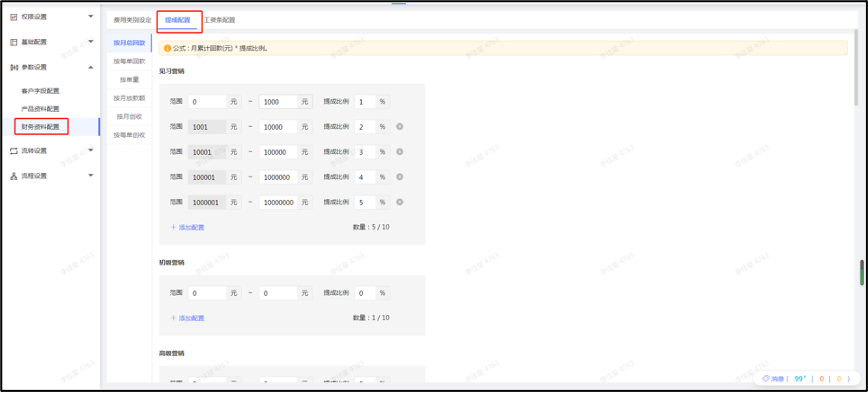 权限设置
基础配置
参数设置
客户字段配置
产品资料配置
财务资料配置
流转设置
流程设置
费用类别设定 提成配置 工资条配置
按月总回款
按每单回款
按单量
按月放款额
按月创收
按每单创收
公式：月累计回款(元) * 提成比例。
见习营销
范围 0 元 ~ 1000 元 提成比例 1 %
范围 1001 元 ~ 10000 元 提成比例 2 %
范围 10001 元 ~ 100000 元 提成比例 3 %
范围 100001 元 ~ 1000000 元 提成比例 4 %
范围 1000001 元 ~ 10000000 元 提成比例 5 %
+ 添加配置 数量：5 / 10
初级营销
范围 0 元 ~ 0 元 提成比例 0 %
+ 添加配置 数量：1 / 10
高级营销
消息 ( 99+ | 0 | 0 )